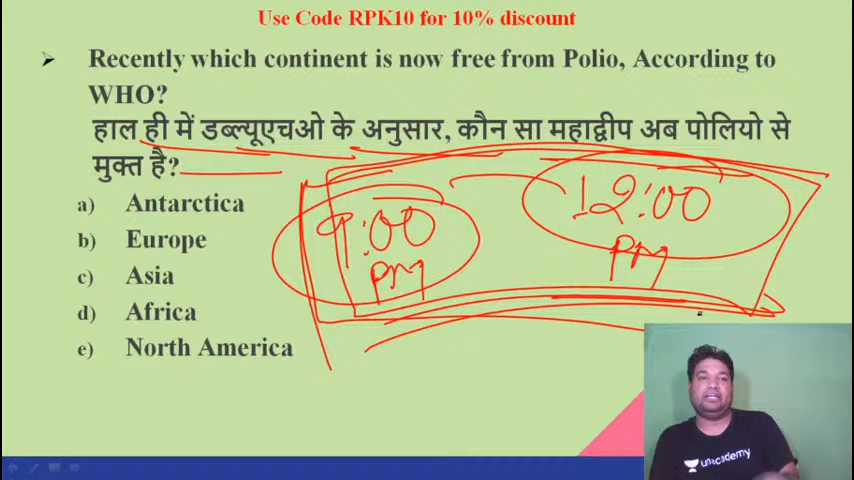 Use Code RPK10 for 10% discount
➤ Recently which continent is now free from Polio, According to
WHO?
हाल ही में डब्ल्यूएचओ के अनुसार, कौन सा महाद्वीप अब पोलियो से
मुक्त है?
a) Antarctica
b) Europe
c) Asia
d) Africa
e) North America
9:00
PM
12:00
PM
unacademy